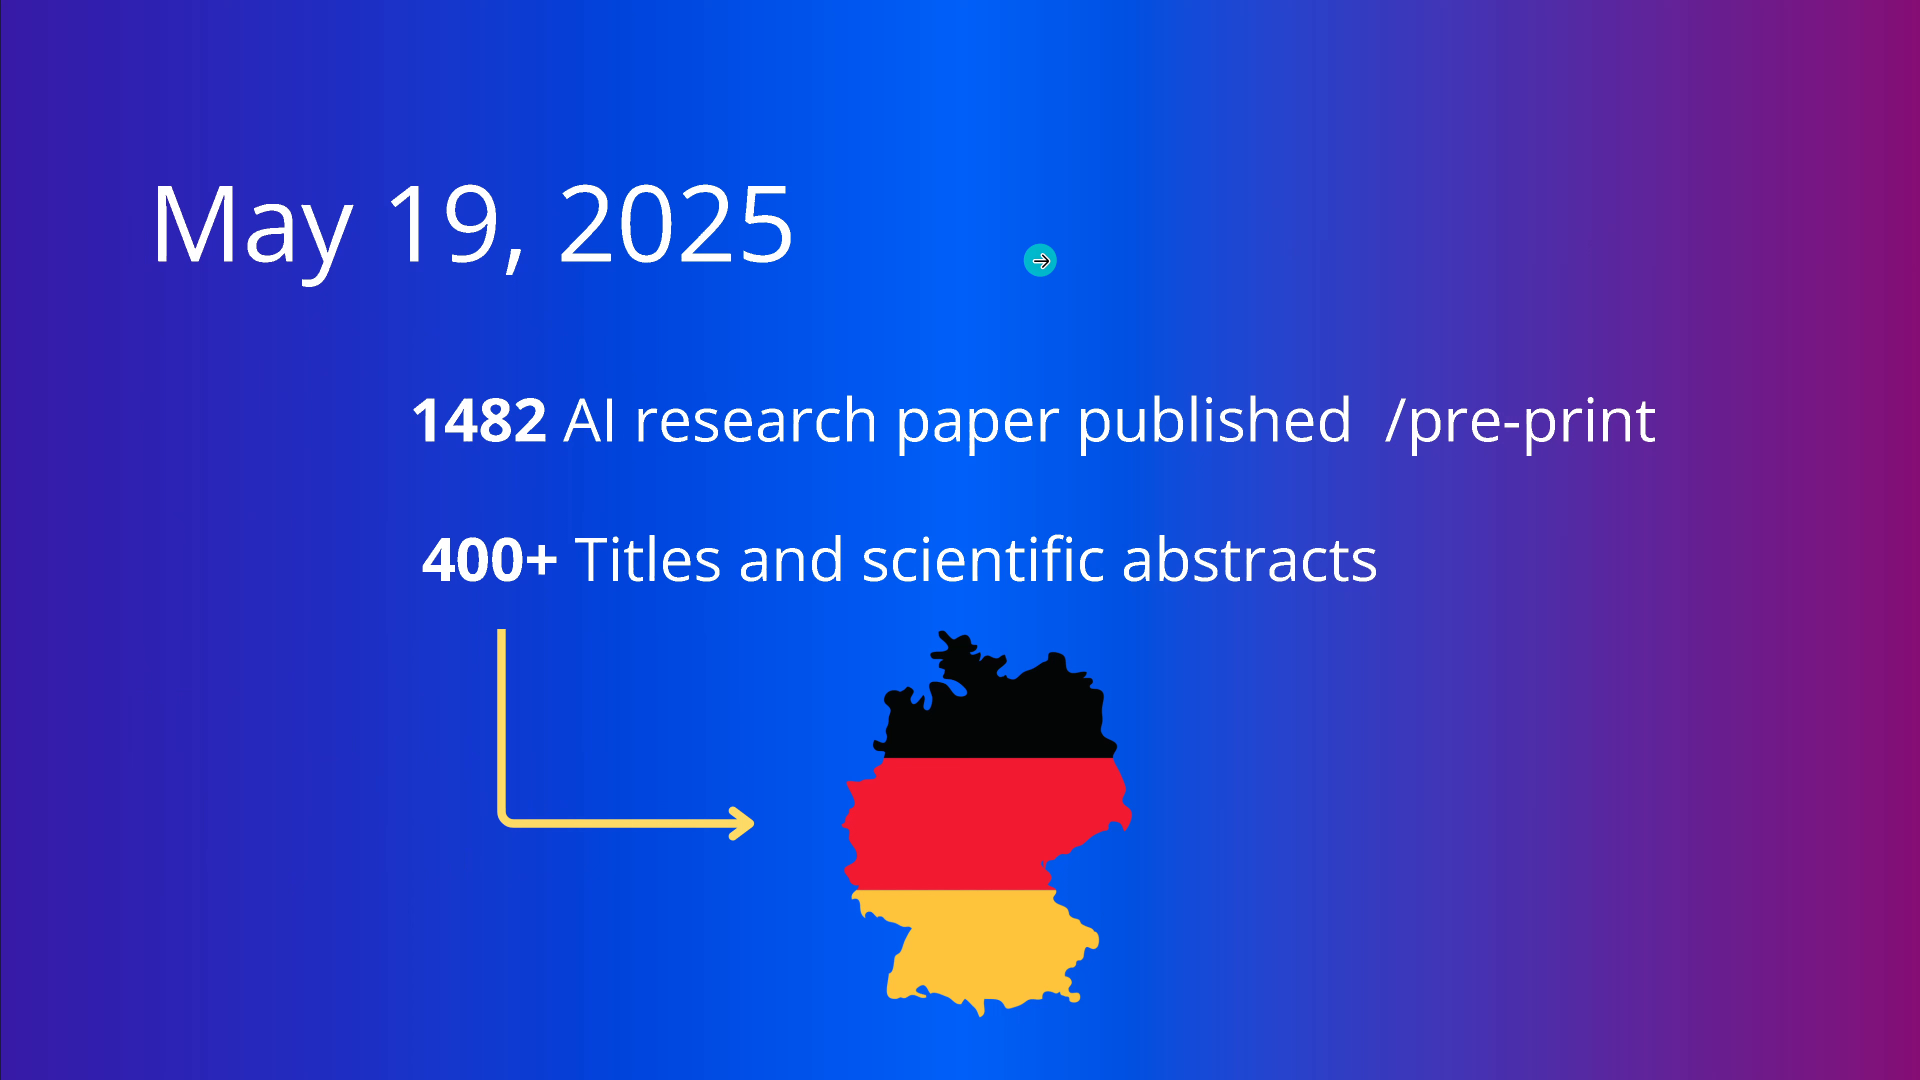 May 19, 2025
1482 AI research paper published  /pre-print
400+ Titles and scientific abstracts